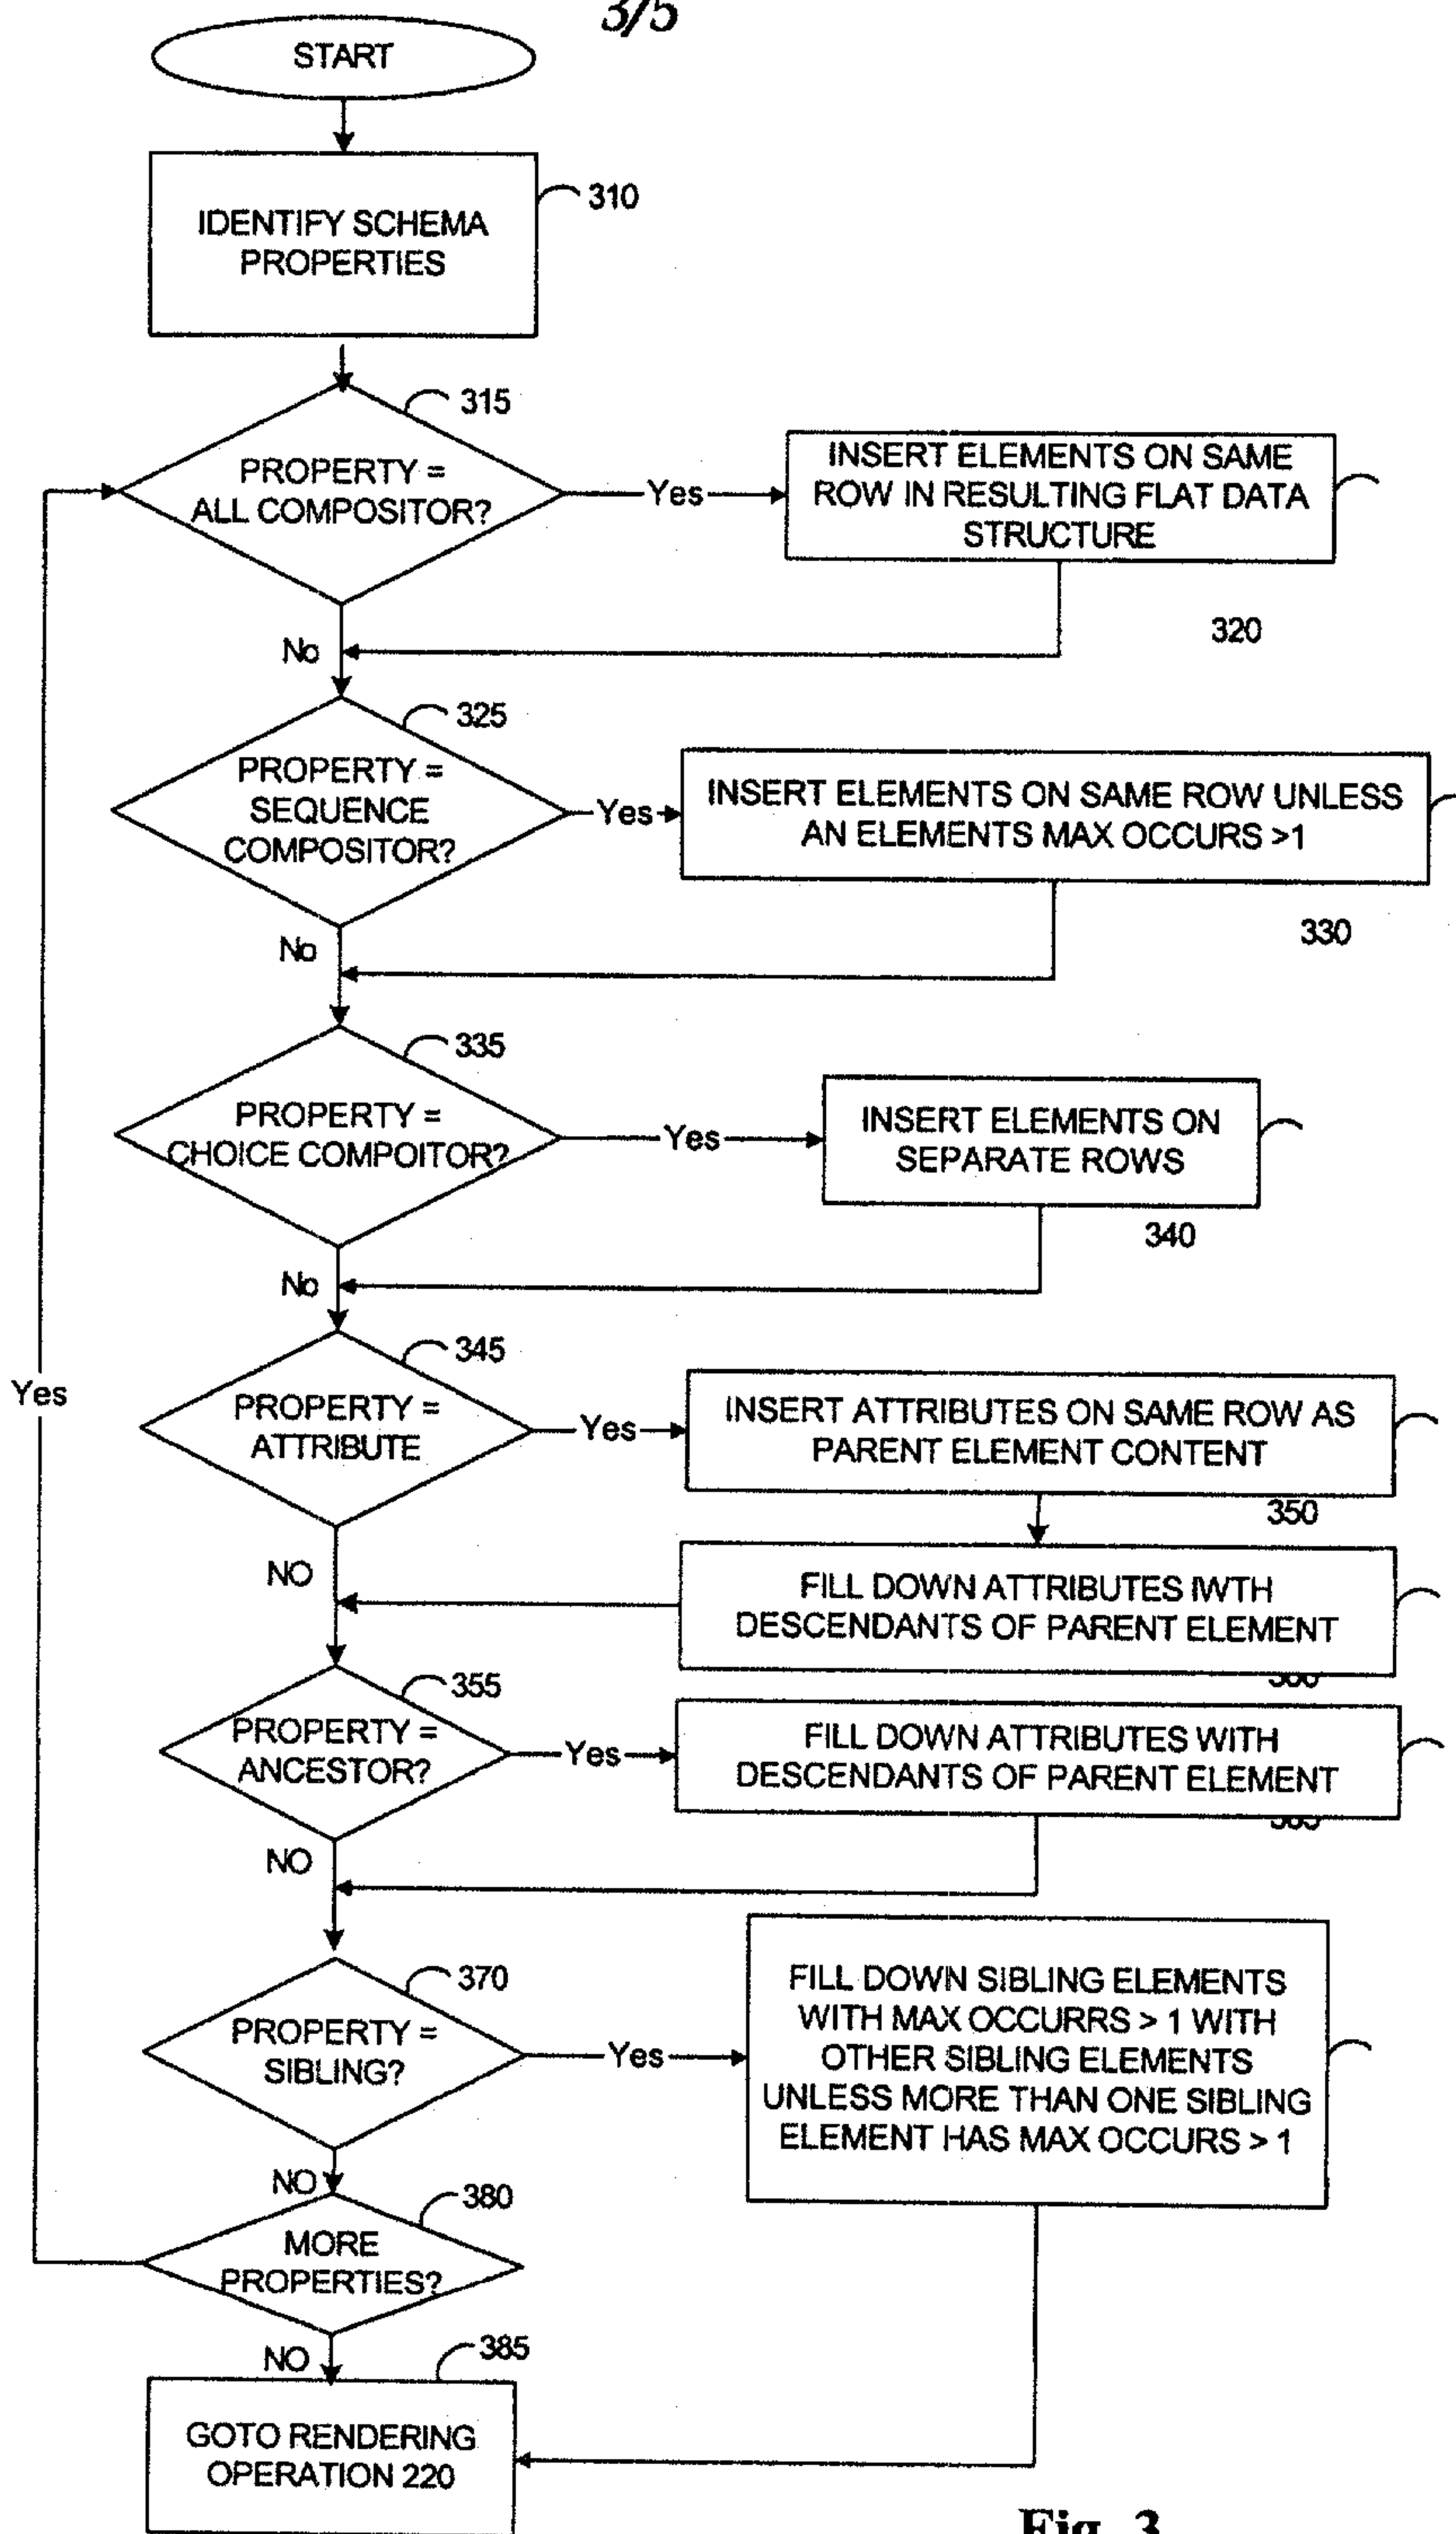 3/5
START
IDENTIFY SCHEMA
PROPERTIES
310
PROPERTY =
ALL COMPOSITOR?
315
Yes
INSERT ELEMENTS ON SAME
ROW IN RESULTING FLAT DATA
STRUCTURE
320
No
PROPERTY =
SEQUENCE
COMPOSITOR?
325
Yes
INSERT ELEMENTS ON SAME ROW UNLESS
AN ELEMENTS MAX OCCURS >1
330
No
PROPERTY =
CHOICE COMPOITOR?
335
Yes
INSERT ELEMENTS ON
SEPARATE ROWS
340
No
PROPERTY =
ATTRIBUTE
345
Yes
INSERT ATTRIBUTES ON SAME ROW AS
PARENT ELEMENT CONTENT
350
Yes
NO
FILL DOWN ATTRIBUTES IWTH
DESCENDANTS OF PARENT ELEMENT
PROPERTY =
ANCESTOR?
355
Yes
FILL DOWN ATTRIBUTES WITH
DESCENDANTS OF PARENT ELEMENT
NO
PROPERTY =
SIBLING?
370
Yes
FILL DOWN SIBLING ELEMENTS
WITH MAX OCCURRS > 1 WITH
OTHER SIBLING ELEMENTS
UNLESS MORE THAN ONE SIBLING
ELEMENT HAS MAX OCCURS > 1
NO
MORE
PROPERTIES?
380
NO
385
GOTO RENDERING
OPERATION 220
Fig. 3